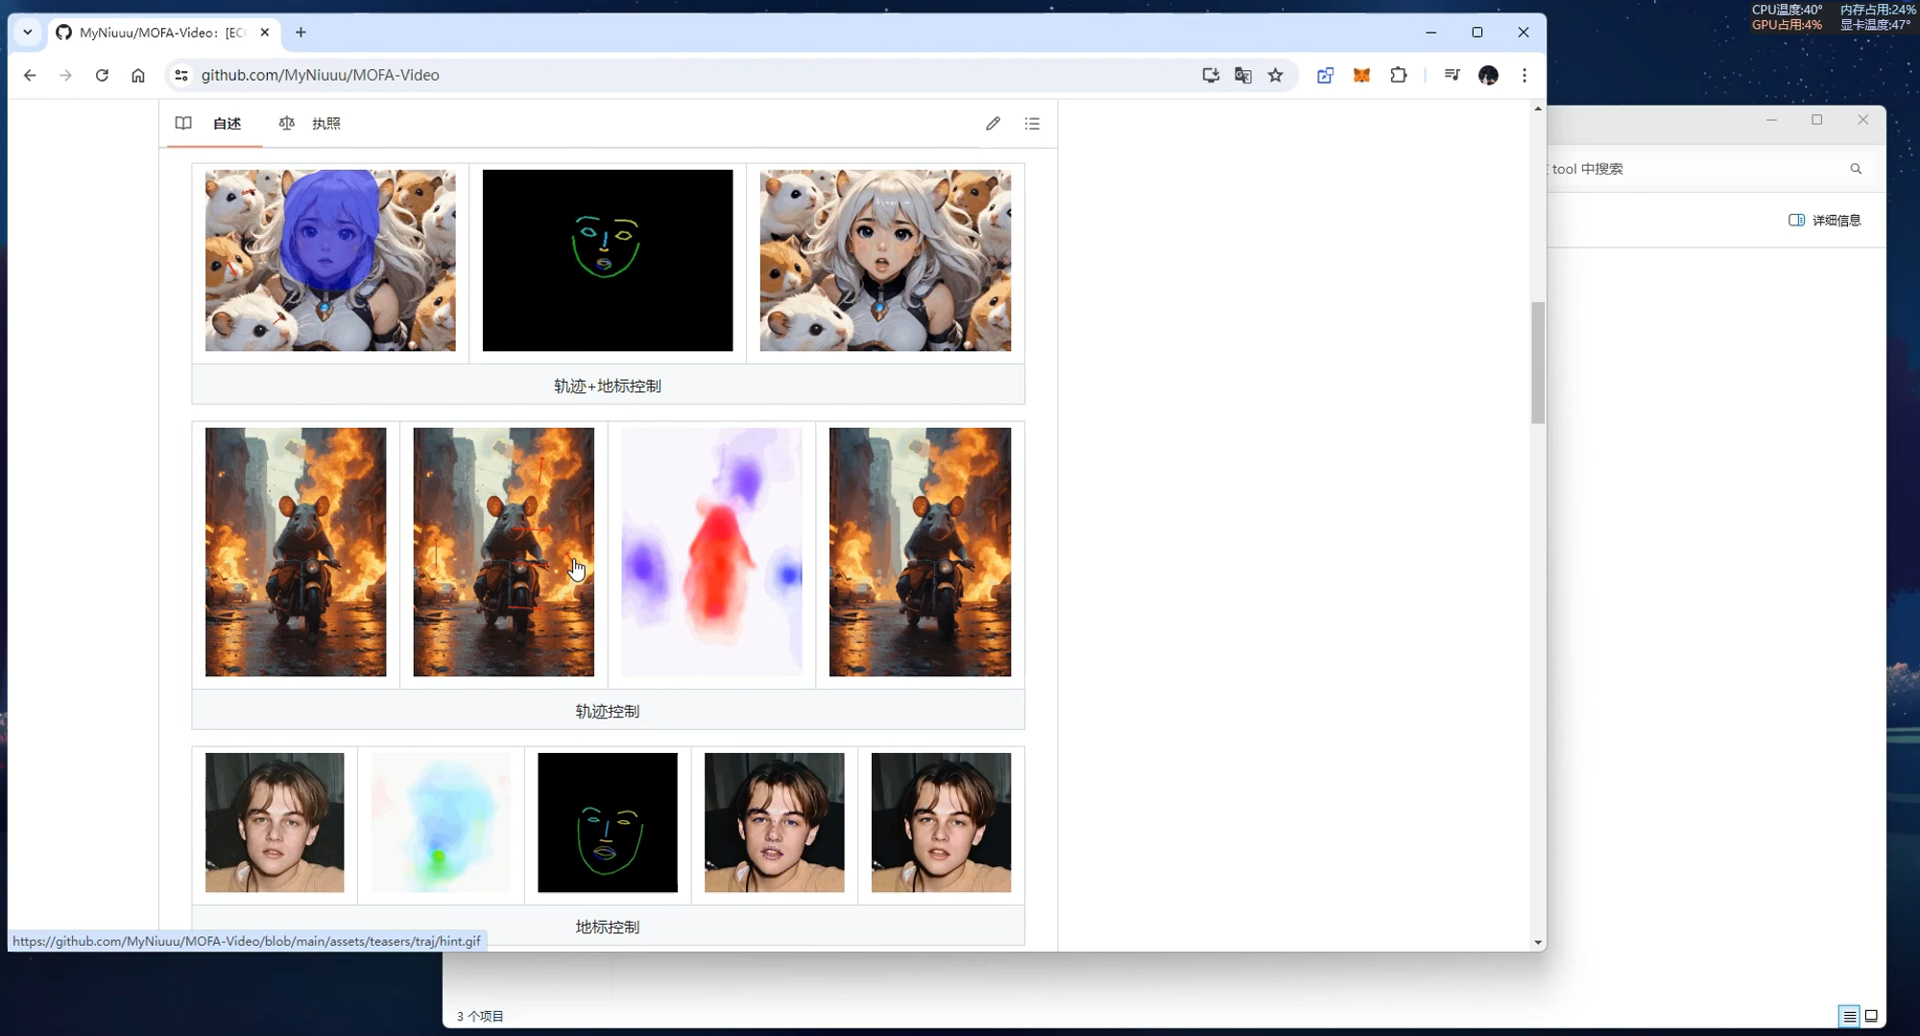 CPU温度:40° 内存占用:24%
GPU占用:4% 显卡温度:47°
MyNiuuu/MOFA-Video: [EC
github.com/MyNiuuu/MOFA-Video
自述 执照
tool 中搜索
详细信息
轨迹+地标控制
轨迹控制
地标控制
https://github.com/MyNiuuu/MOFA-Video/blob/main/assets/teasers/traj/hint.gif
3 个项目